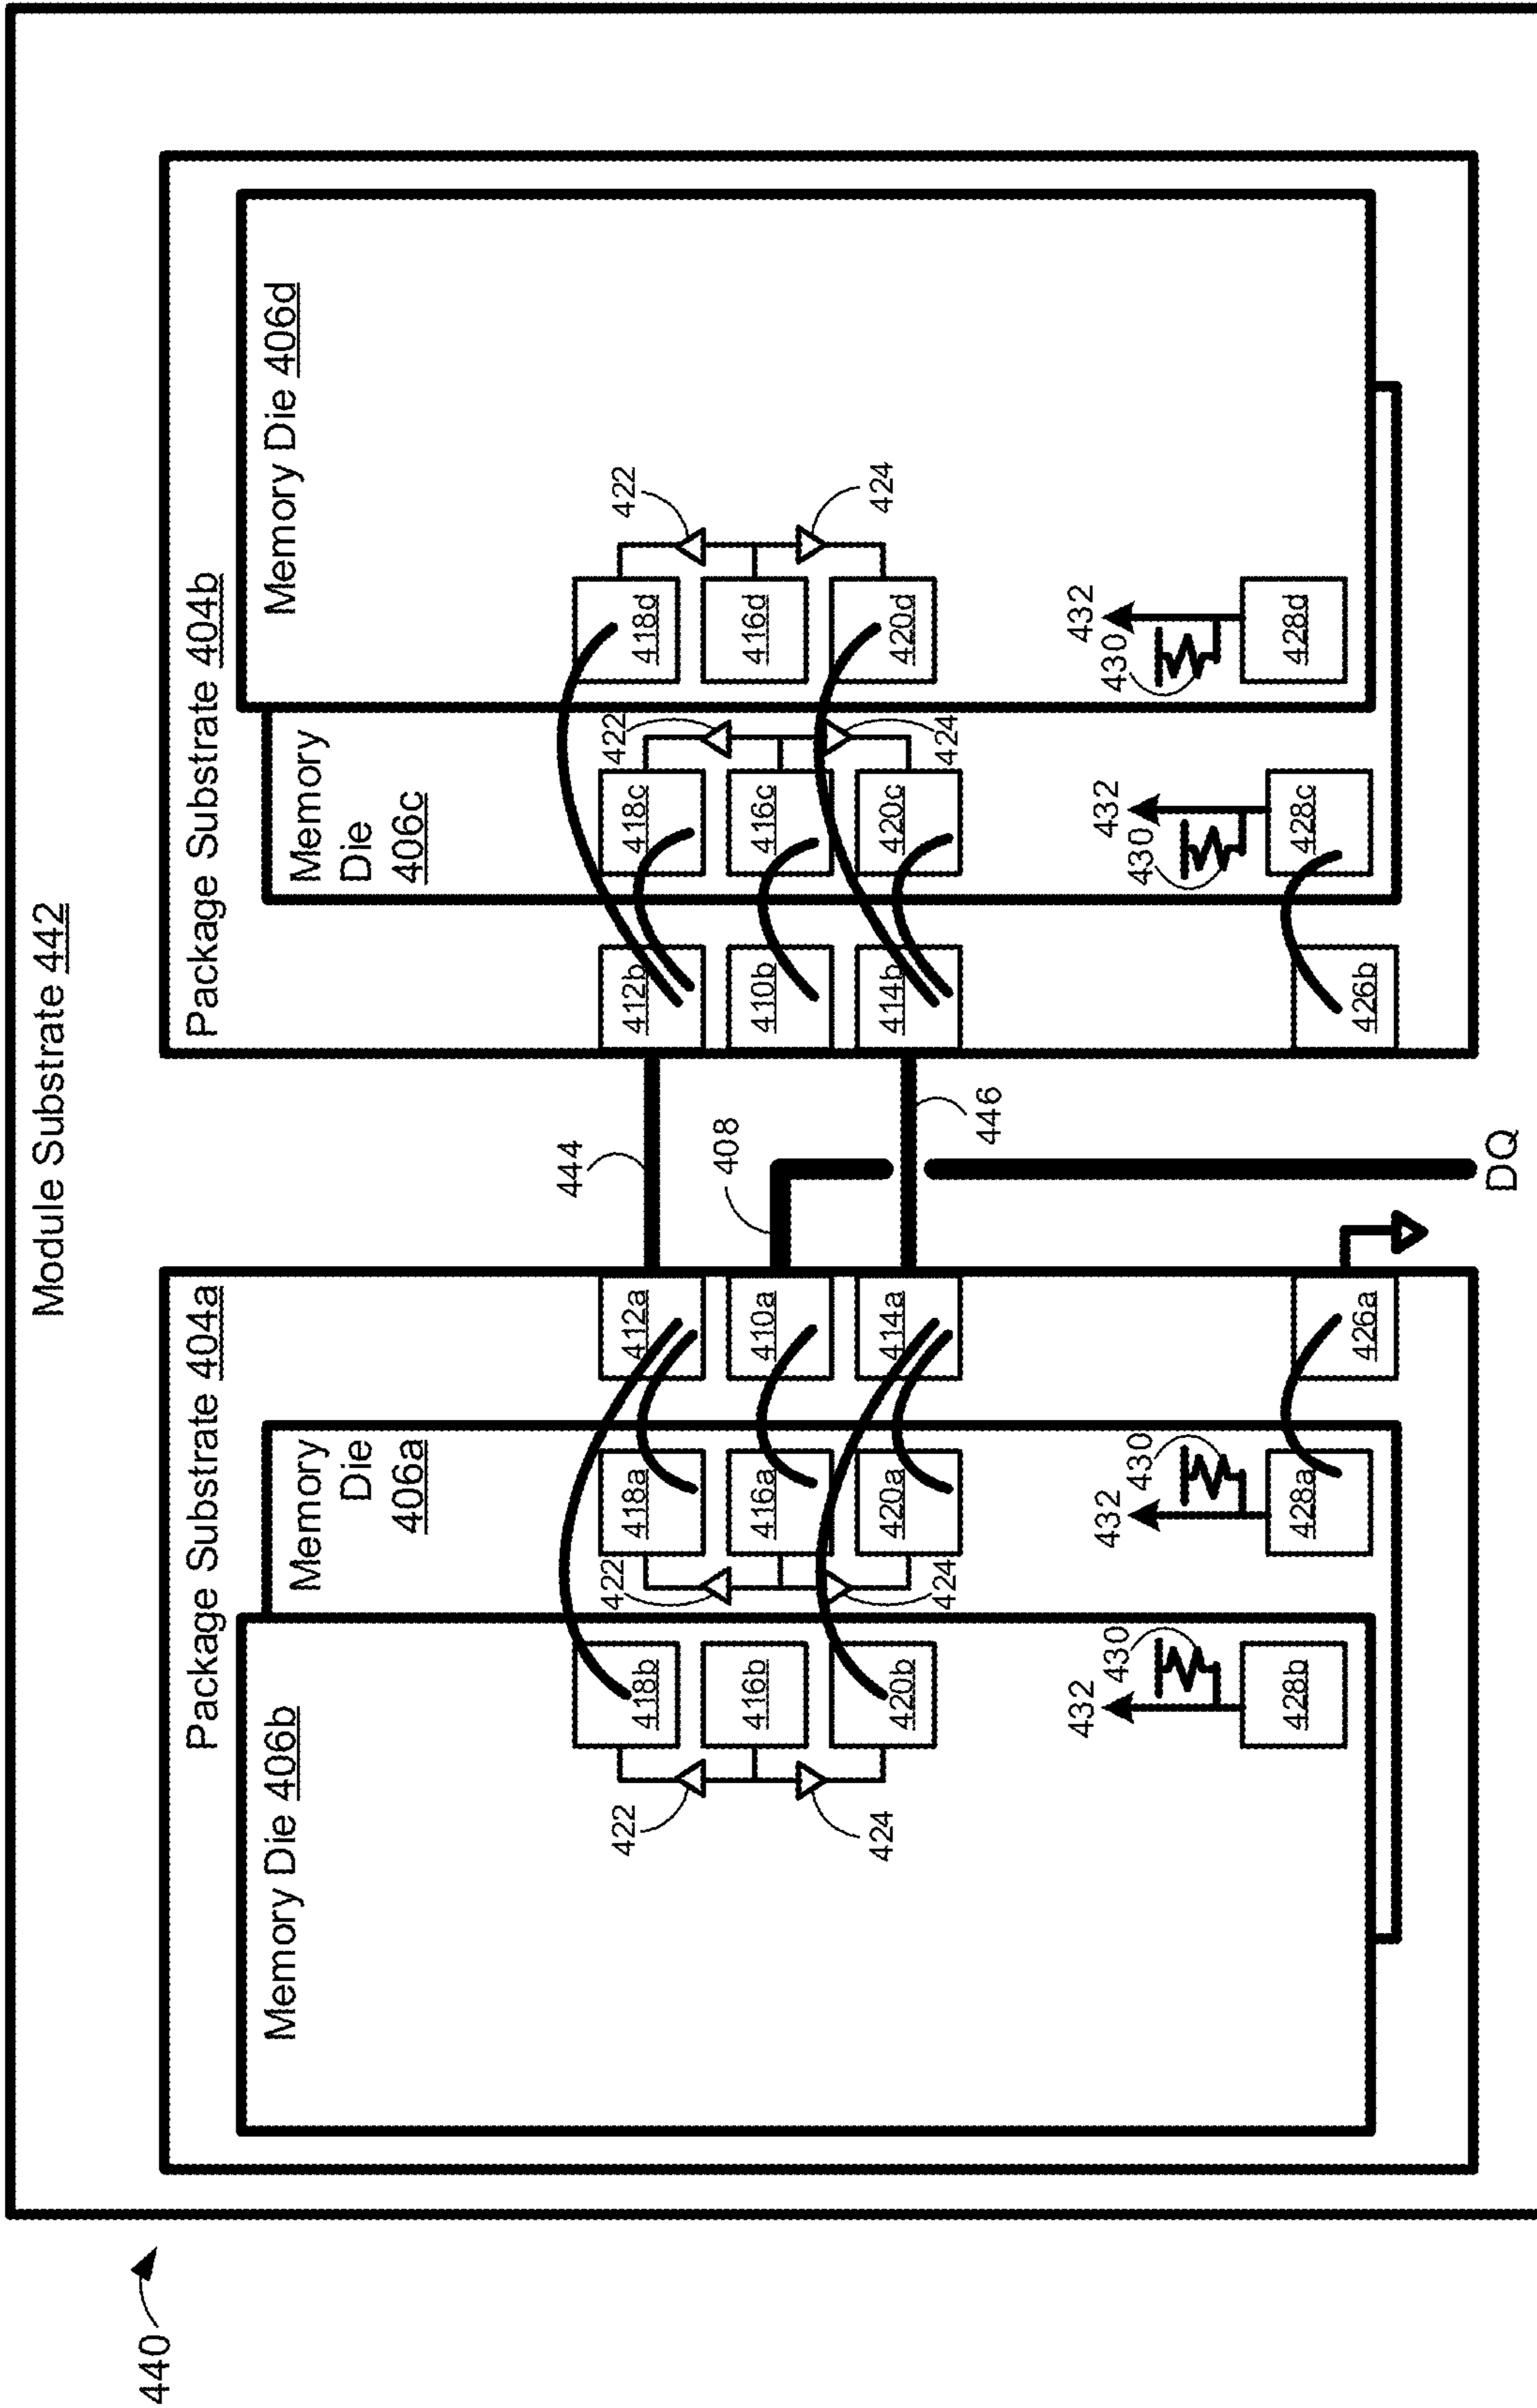 440
Module Substrate 442
Package Substrate 404a
Package Substrate 404b
Memory Die 406b
Memory
Die
406a
Memory
Die
406c
Memory Die 406d
444
408
446
DQ
422
418b
416b
420b
424
422
418a
416a
420a
424
412a
410a
414a
412b
410b
414b
422
418c
416c
420c
424
418d
416d
420d
422
424
432
430
428b
432
430
428a
426a
426b
432
430
428c
432
430
428d